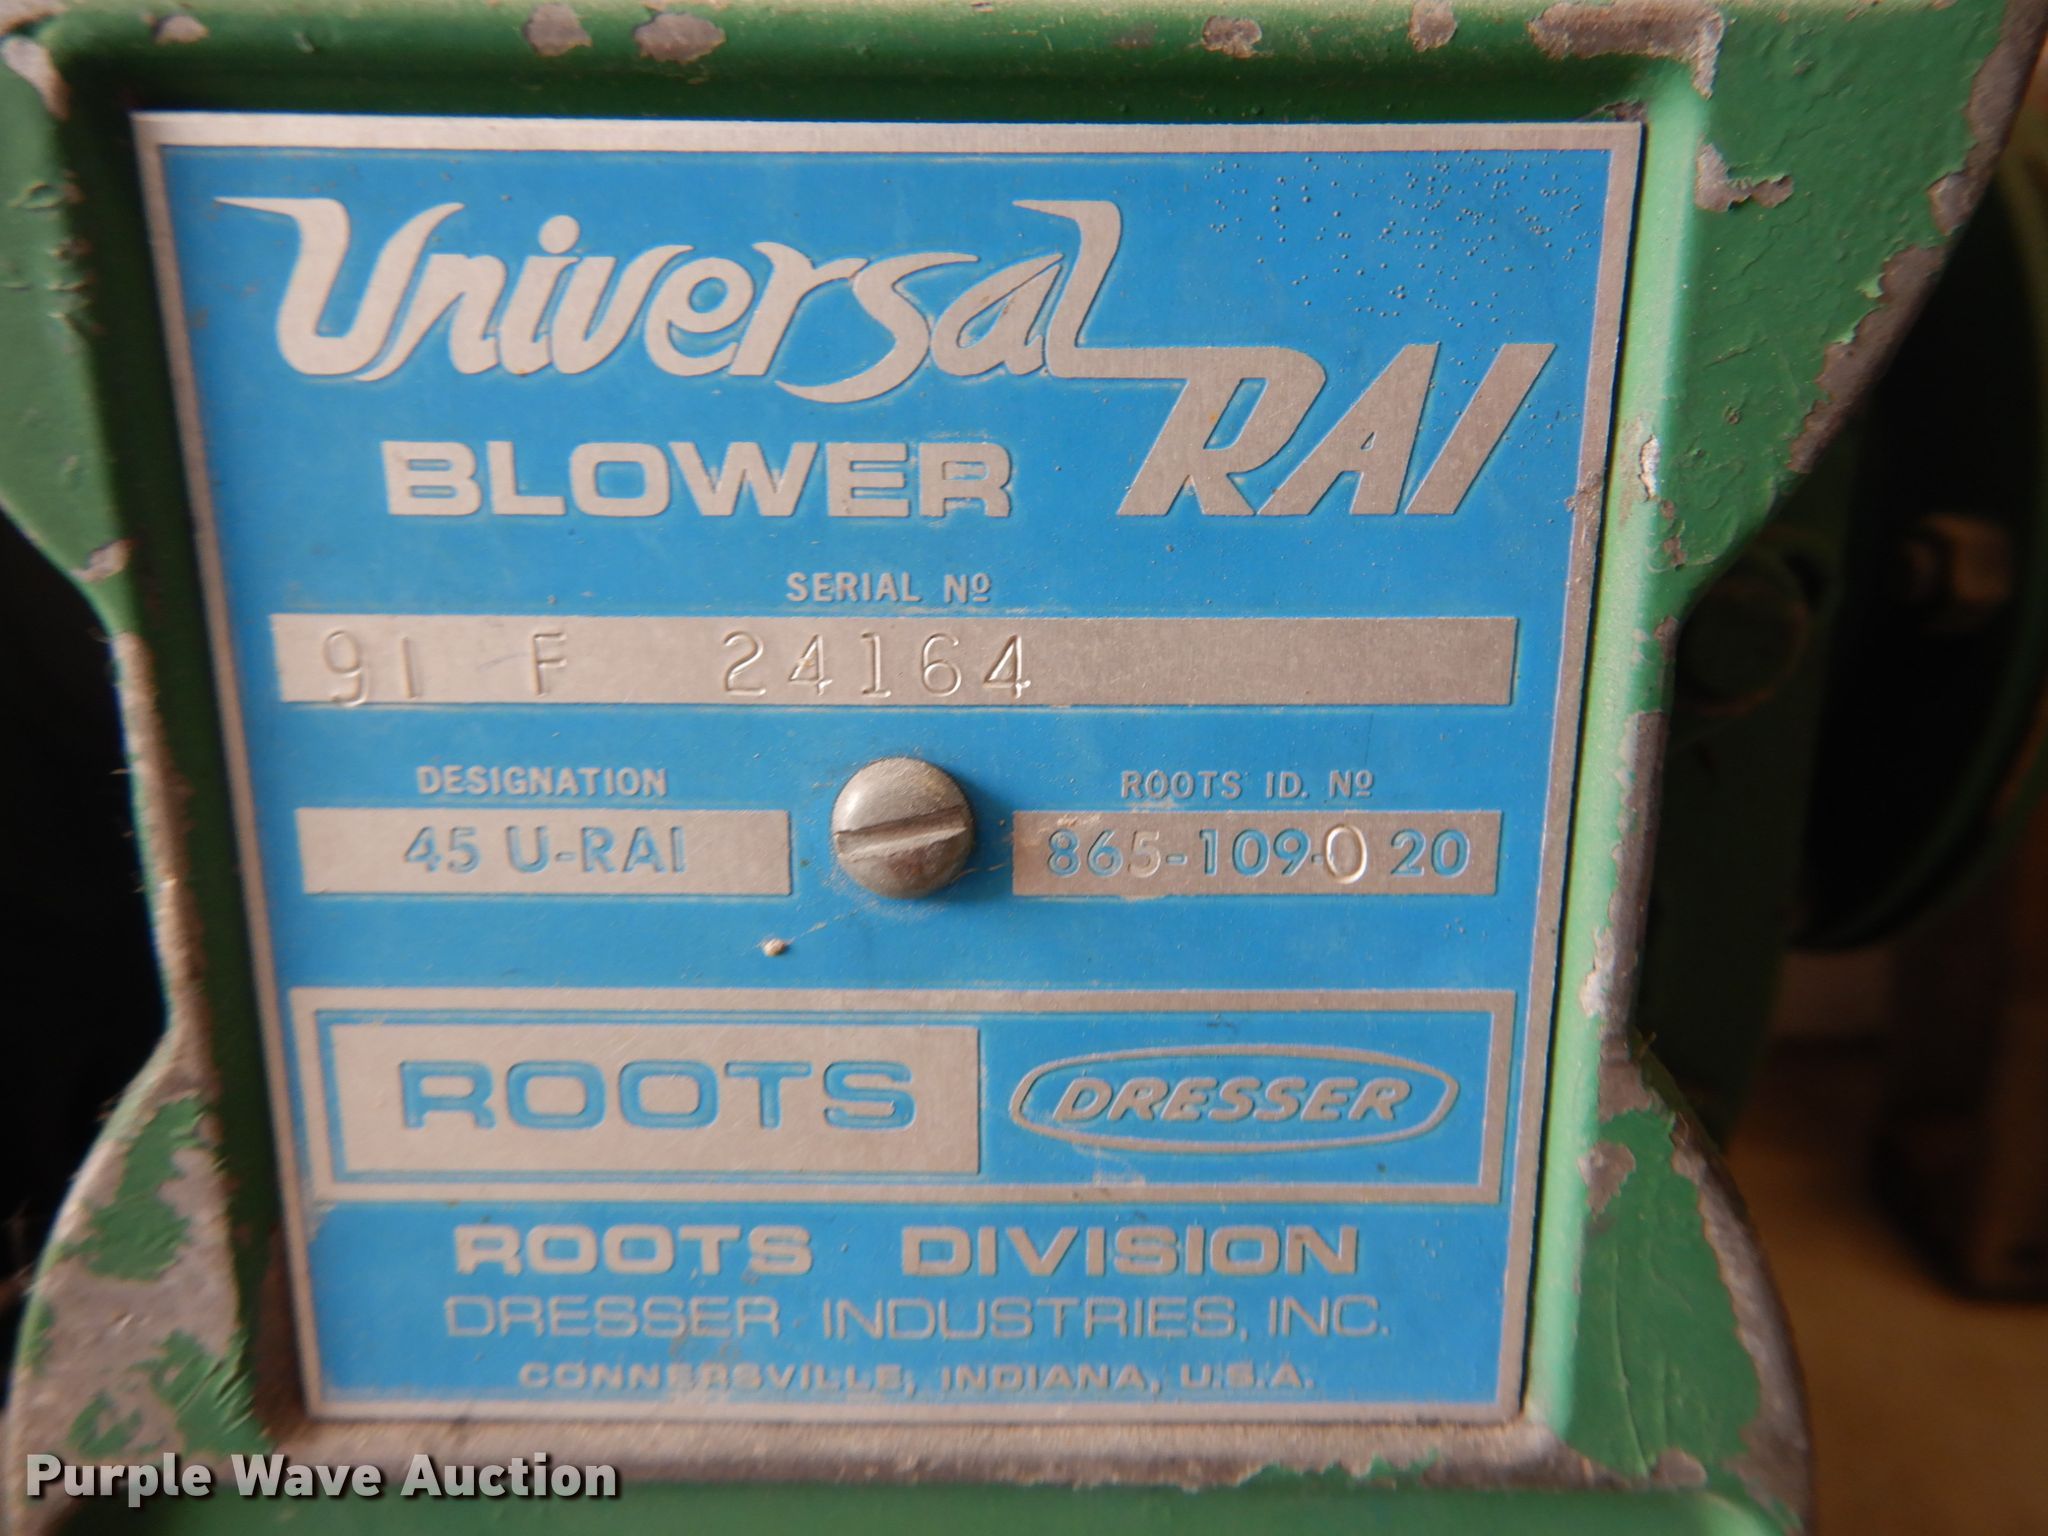 Universal RAI
BLOWER
SERIAL Nº
91 F 24164
DESIGNATION
45 U-RAI
ROOTS ID. Nº
865-109-0 20
ROOTS
DRESSER
ROOTS DIVISION
DRESSER INDUSTRIES, INC.
CONNERSVILLE, INDIANA, U.S.A.
Purple Wave Auction